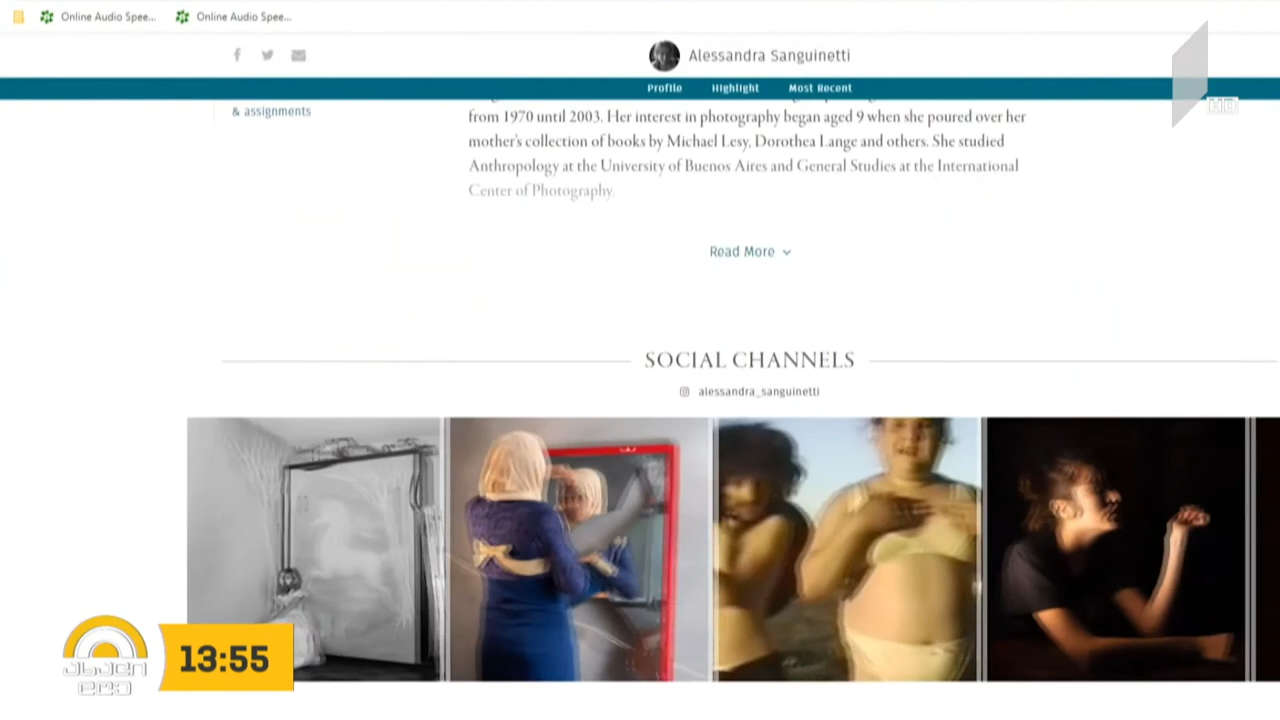 Online Audio Spee...
Online Audio Spee...
Alessandra Sanguinetti
HD
Profile
Highlight
Most Recent
& assignments
from 1970 until 2003. Her interest in photography began aged 9 when she poured over her
mother's collection of books by Michael Lesy, Dorothea Lange and others. She studied
Anthropology at the University of Buenos Aires and General Studies at the International
Center of Photography.
Read More
SOCIAL CHANNELS
alessandra_sanguinetti
ახალი
დღე
13:55